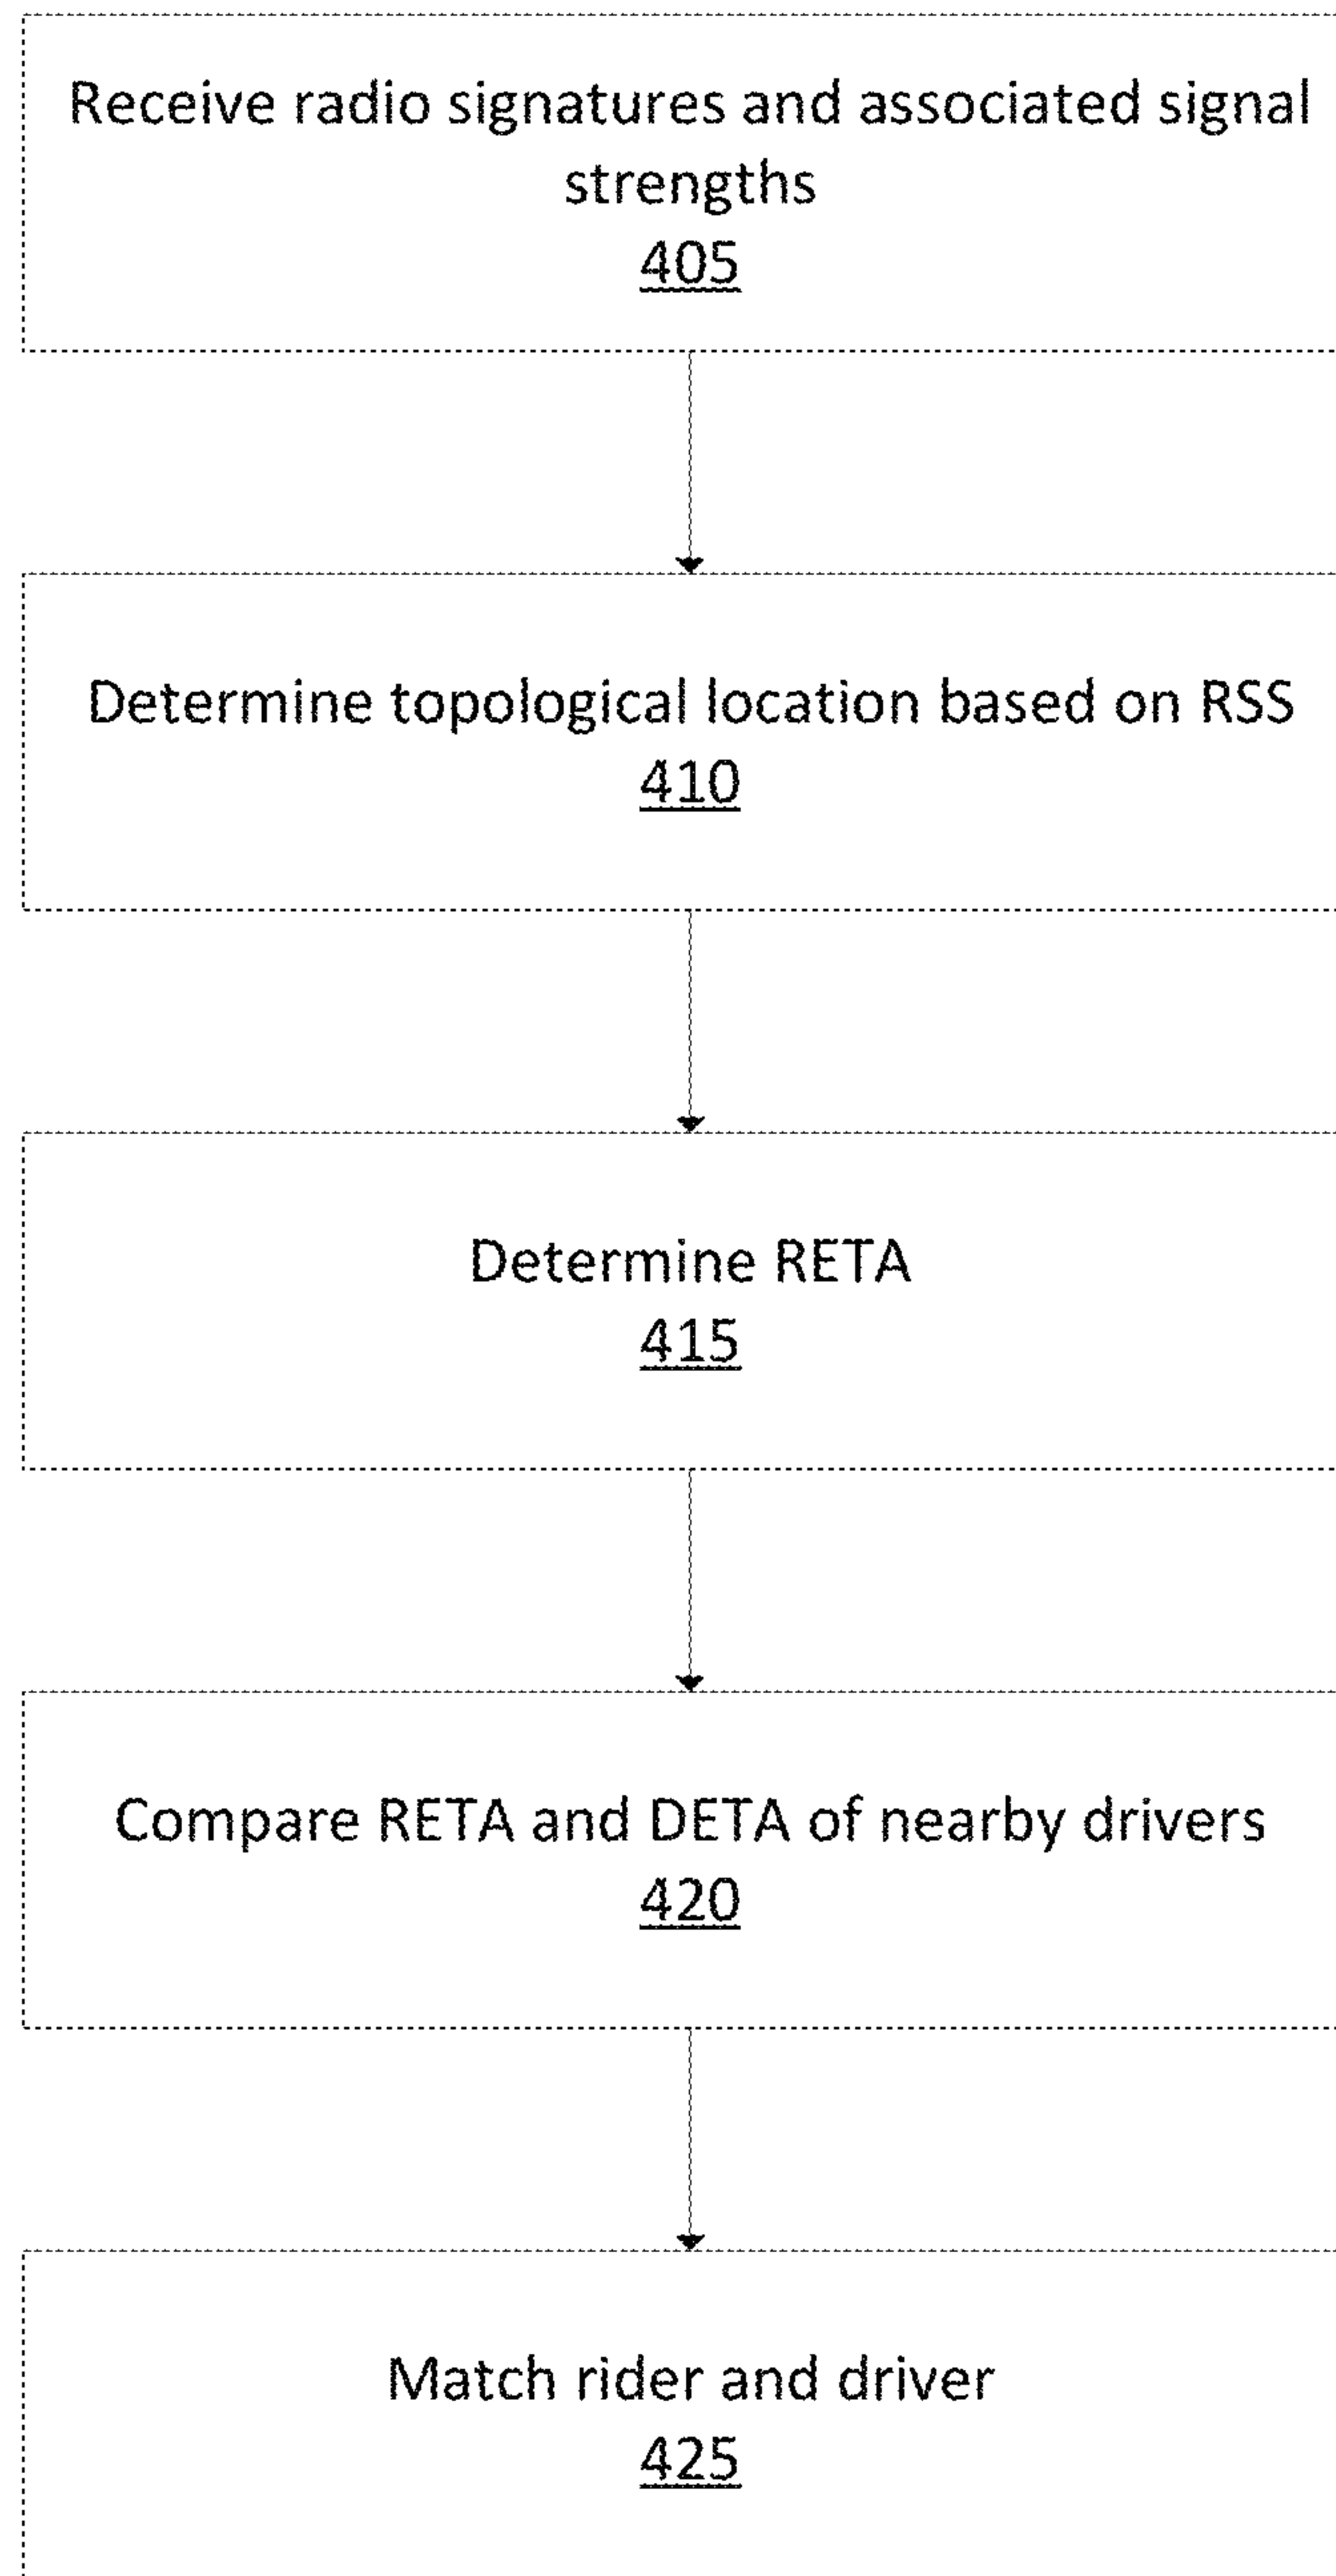 Receive radio signatures and associated signal
strengths
405
Determine topological location based on RSS
410
Determine RETA
415
Compare RETA and DETA of nearby drivers
420
Match rider and driver
425